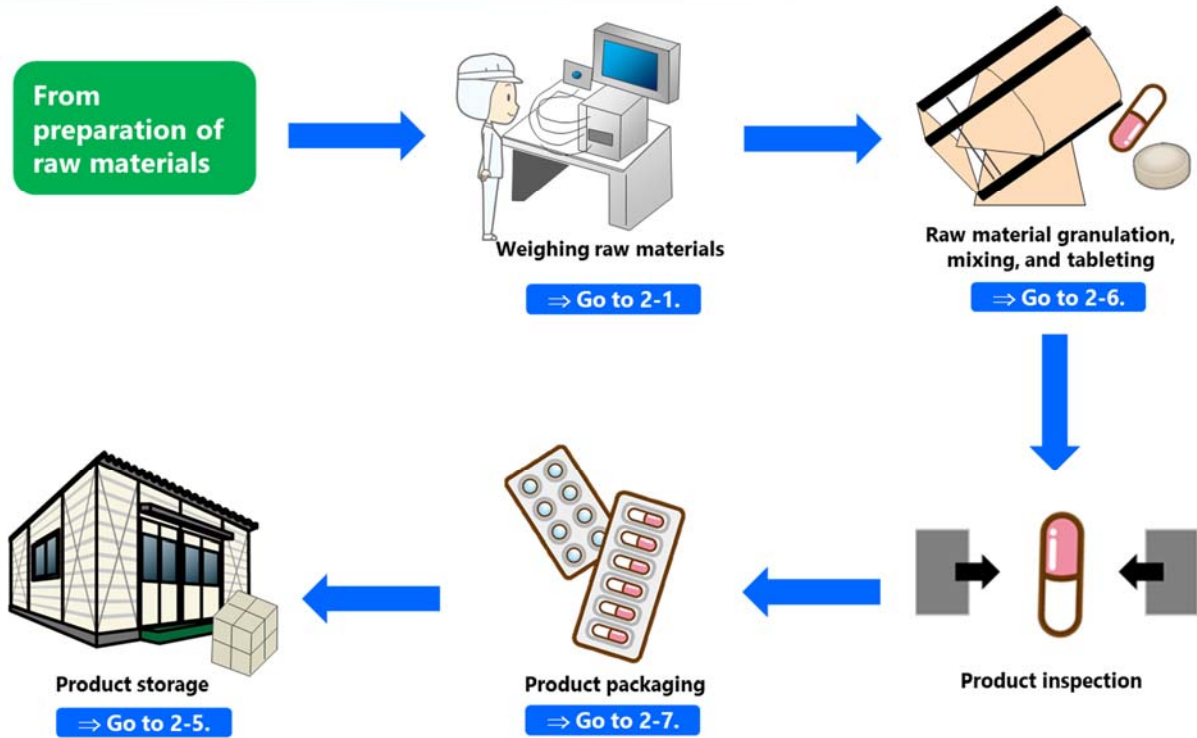 From
preparation of
raw materials
Weighing raw materials
⇒ Go to 2-1.
Raw material granulation,
mixing, and tableting
⇒ Go to 2-6.
Product inspection
Product packaging
⇒ Go to 2-7.
Product storage
⇒ Go to 2-5.